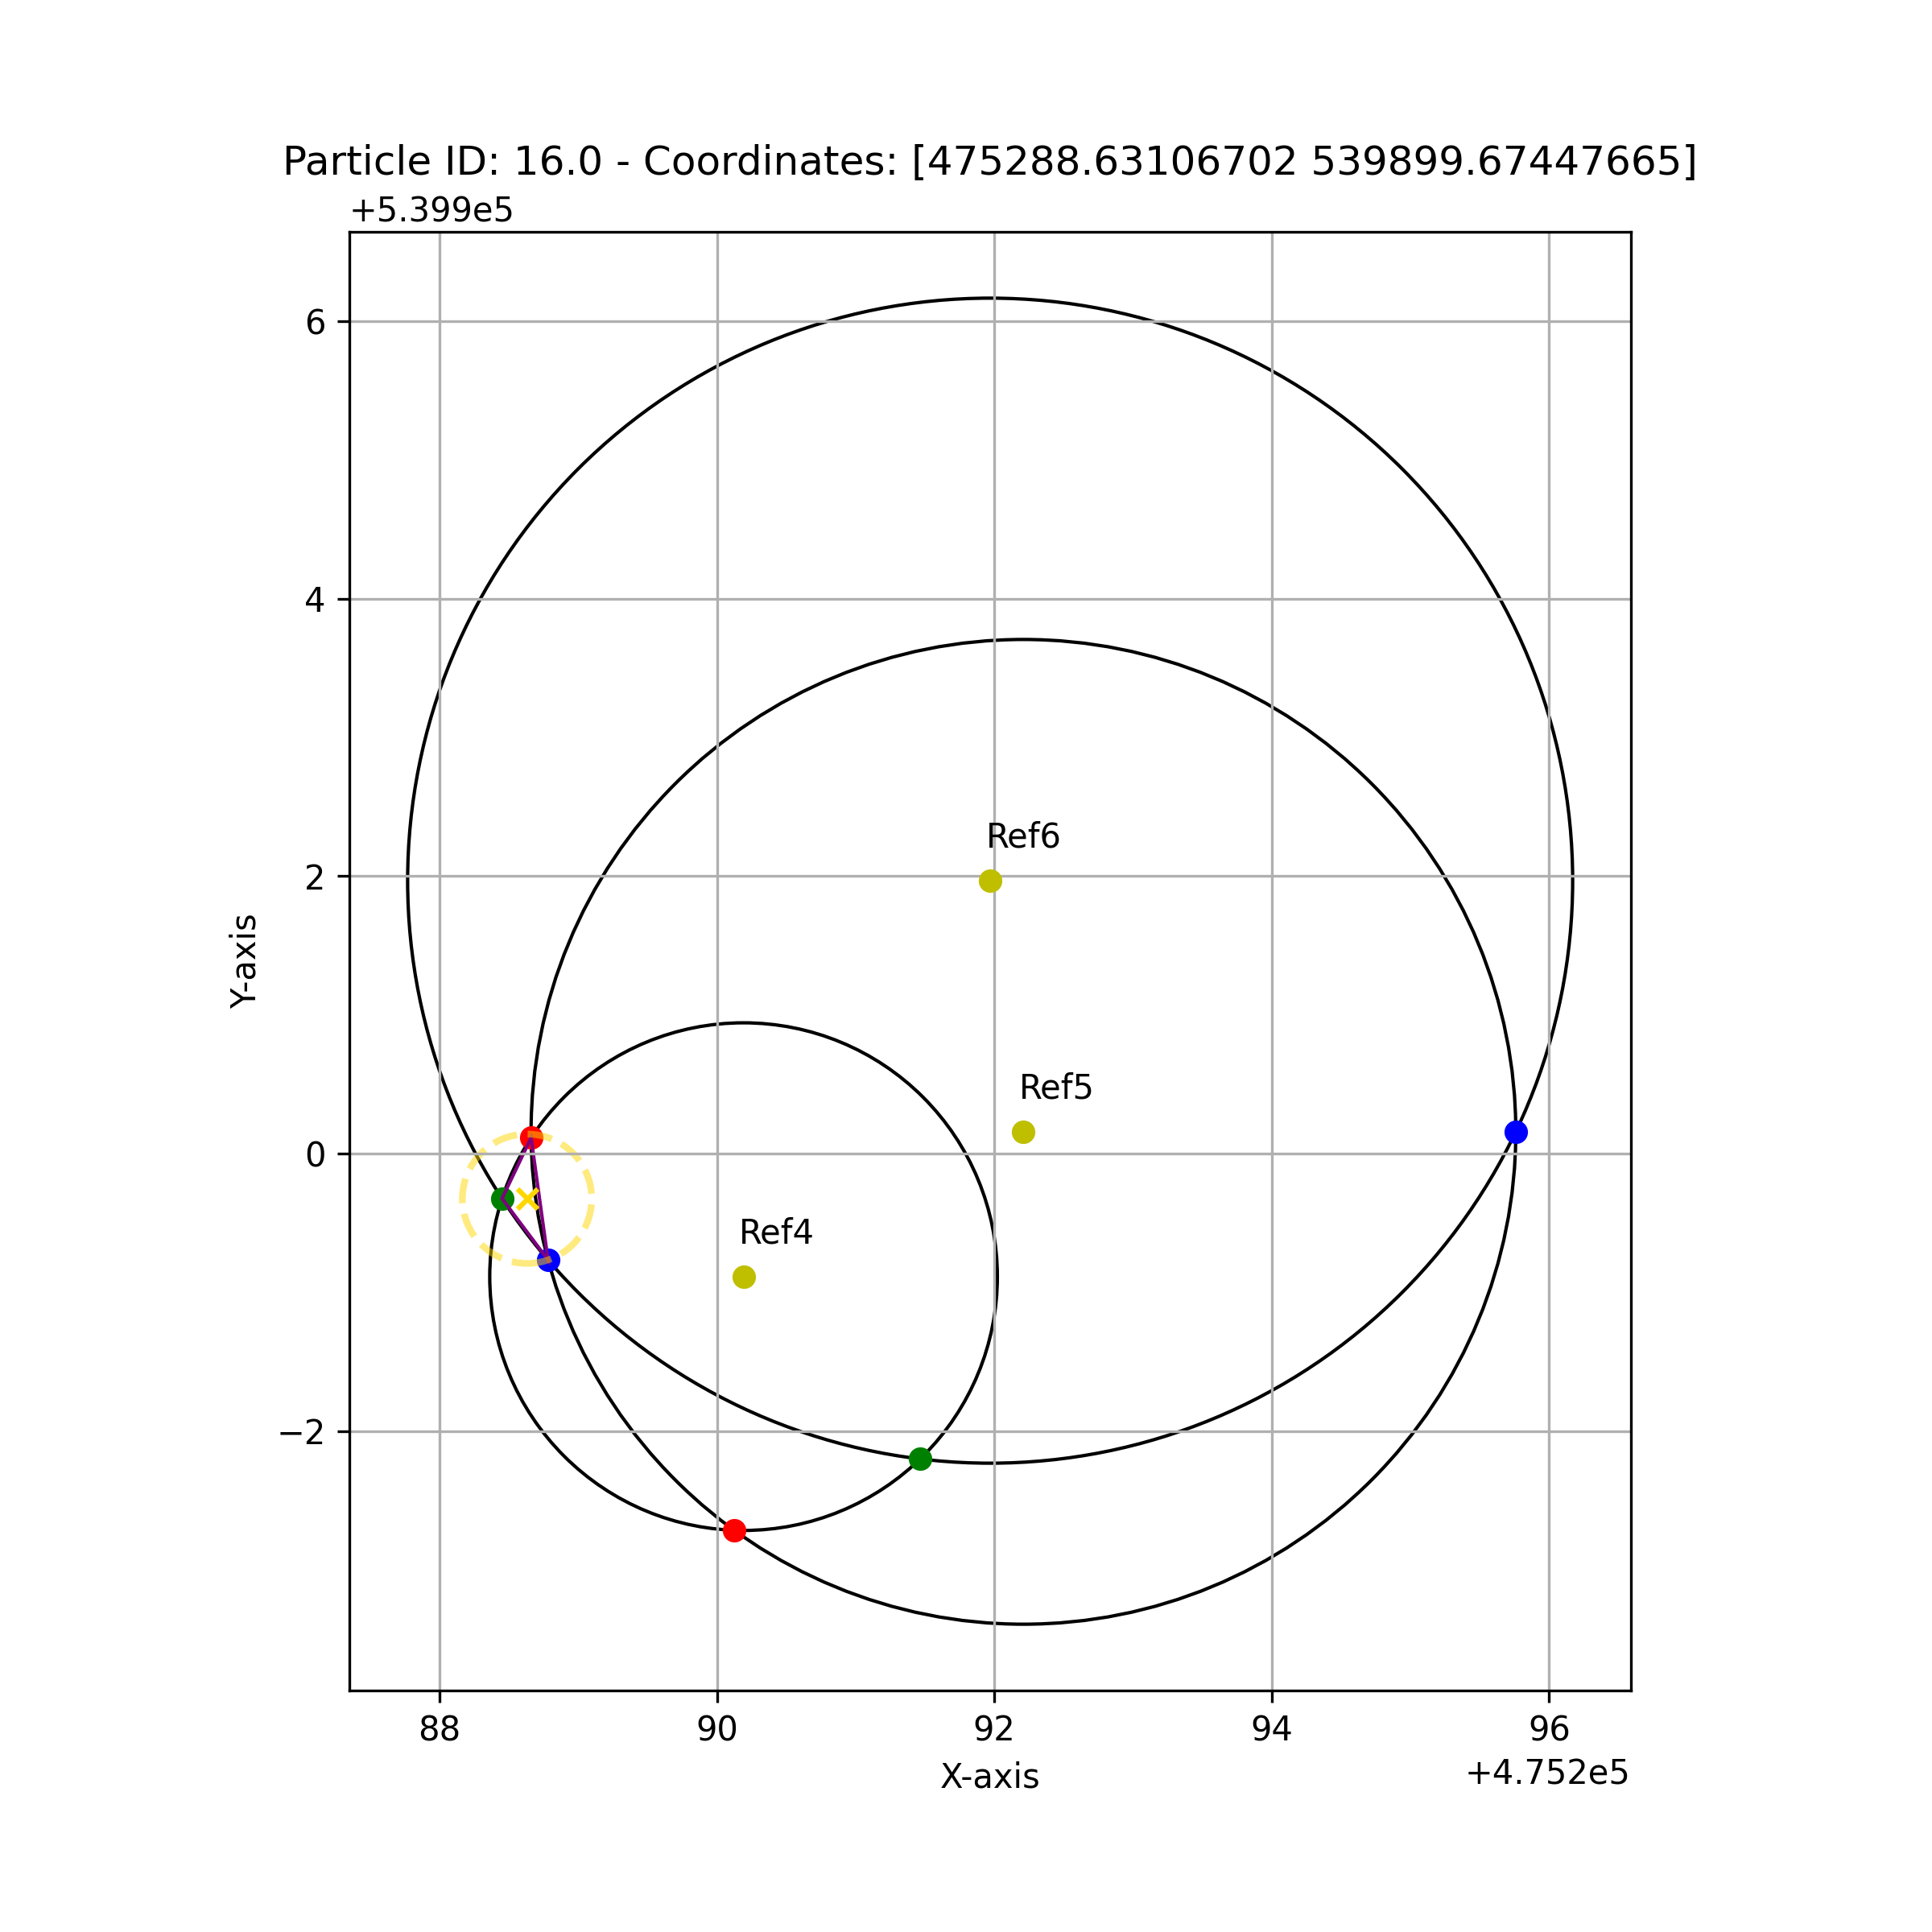 Particle ID: 16.0 - Coordinates: [475288.63106702 539899.67447665]
+5.399e5
6
4
Ref6
2
Y-axis
Ref5
0
Ref4
−2
88 90 92 94 96
X-axis
+4.752e5